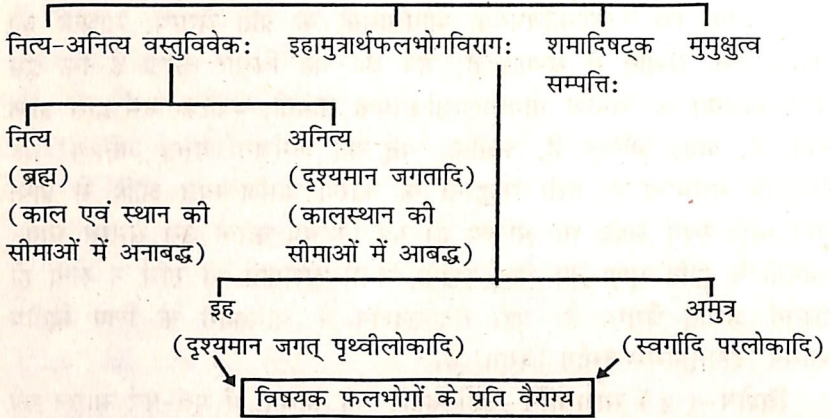 नित्य-अनित्य वस्तुविवेक: इहामुत्रार्थफलभोगविराग: शमादिषट्क मुमुक्षुत्व
सम्पत्ति:
नित्य अनित्य
(ब्रह्म) (दृश्यमान जगतादि)
(काल एवं स्थान की (कालस्थान की
सीमाओं में अनाबद्ध) सीमाओं में आबद्ध)
इह अमुत्र
(दृश्यमान जगत् पृथ्वीलोकादि) (स्वर्गादि परलोकादि)
विषयक फलभोगों के प्रति वैराग्य